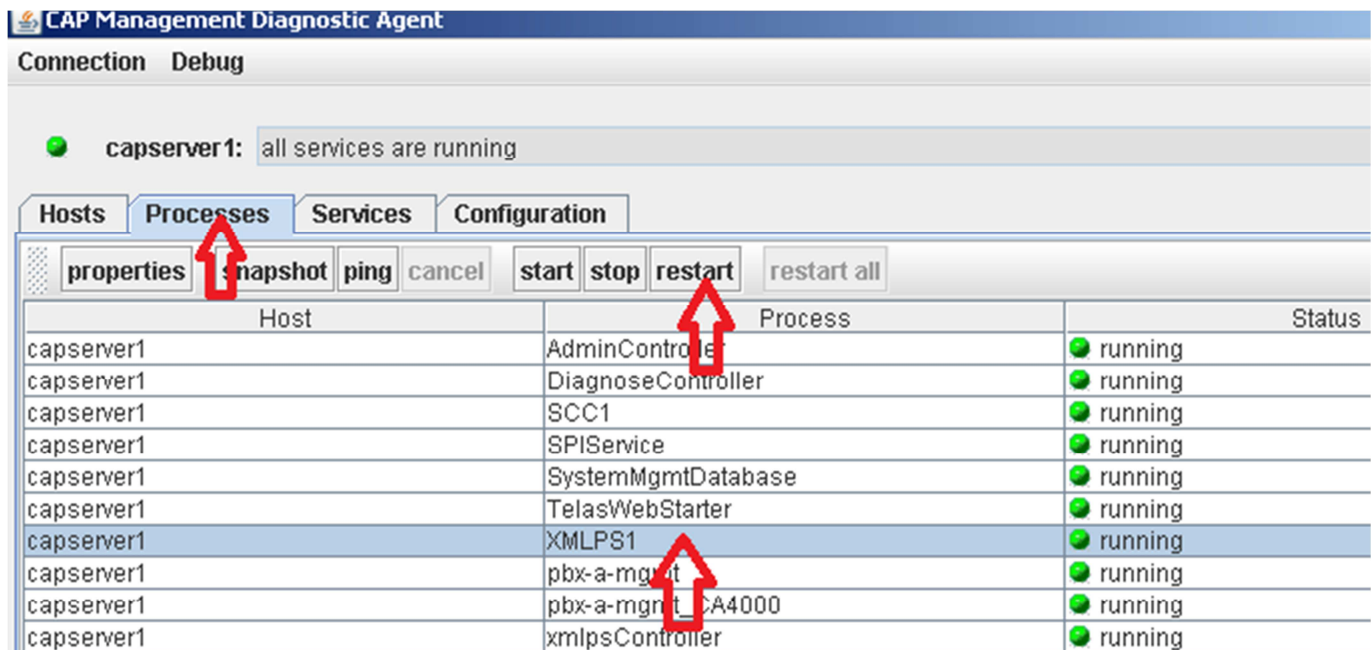 CAP Management Diagnostic Agent
Connection Debug
capserver1: all services are running
Hosts Processes Services Configuration
properties snapshot ping cancel start stop restart restart all
Host Process Status
capserver1 AdminController running
capserver1 DiagnoseController running
capserver1 SCC1 running
capserver1 SPIService running
capserver1 SystemMgmtDatabase running
capserver1 TelasWebStarter running
capserver1 XMLPS1 running
capserver1 pbx-a-mgmt running
capserver1 pbx-a-mgmt_CA4000 running
capserver1 xmlpsController running